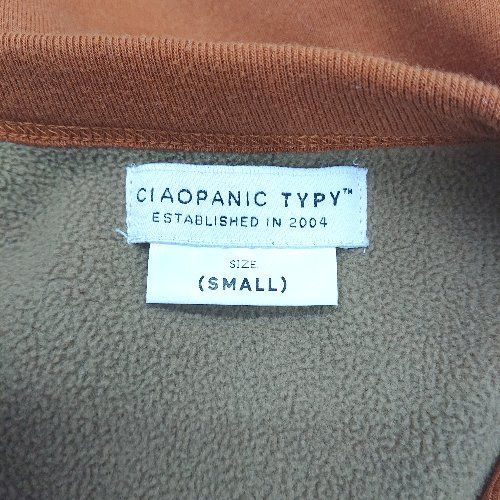 CIAOPANIC TYPY™
ESTABLISHED IN 2004
SIZE
(SMALL)